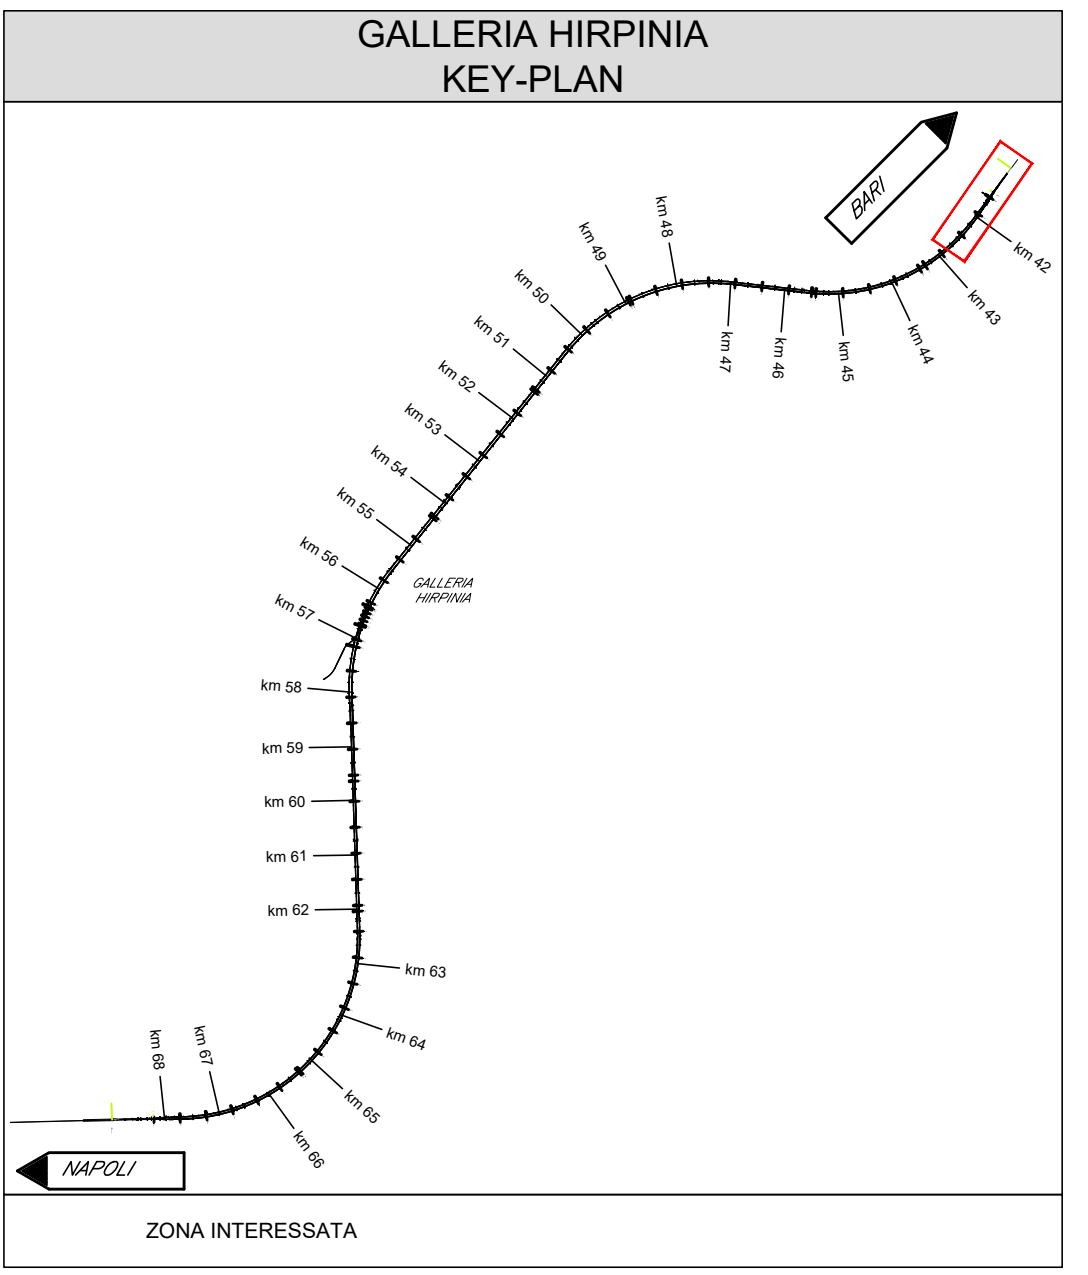 GALLERIA HIRPINIA
KEY-PLAN
BARI
km 42
km 43
km 44
km 45
km 46
km 47
km 48
km 49
km 50
km 51
km 52
km 53
km 54
km 55
km 56
GALLERIA
HIRPINIA
km 57
km 58
km 59
km 60
km 61
km 62
km 63
km 64
km 65
km 66
km 67
km 68
NAPOLI
ZONA INTERESSATA